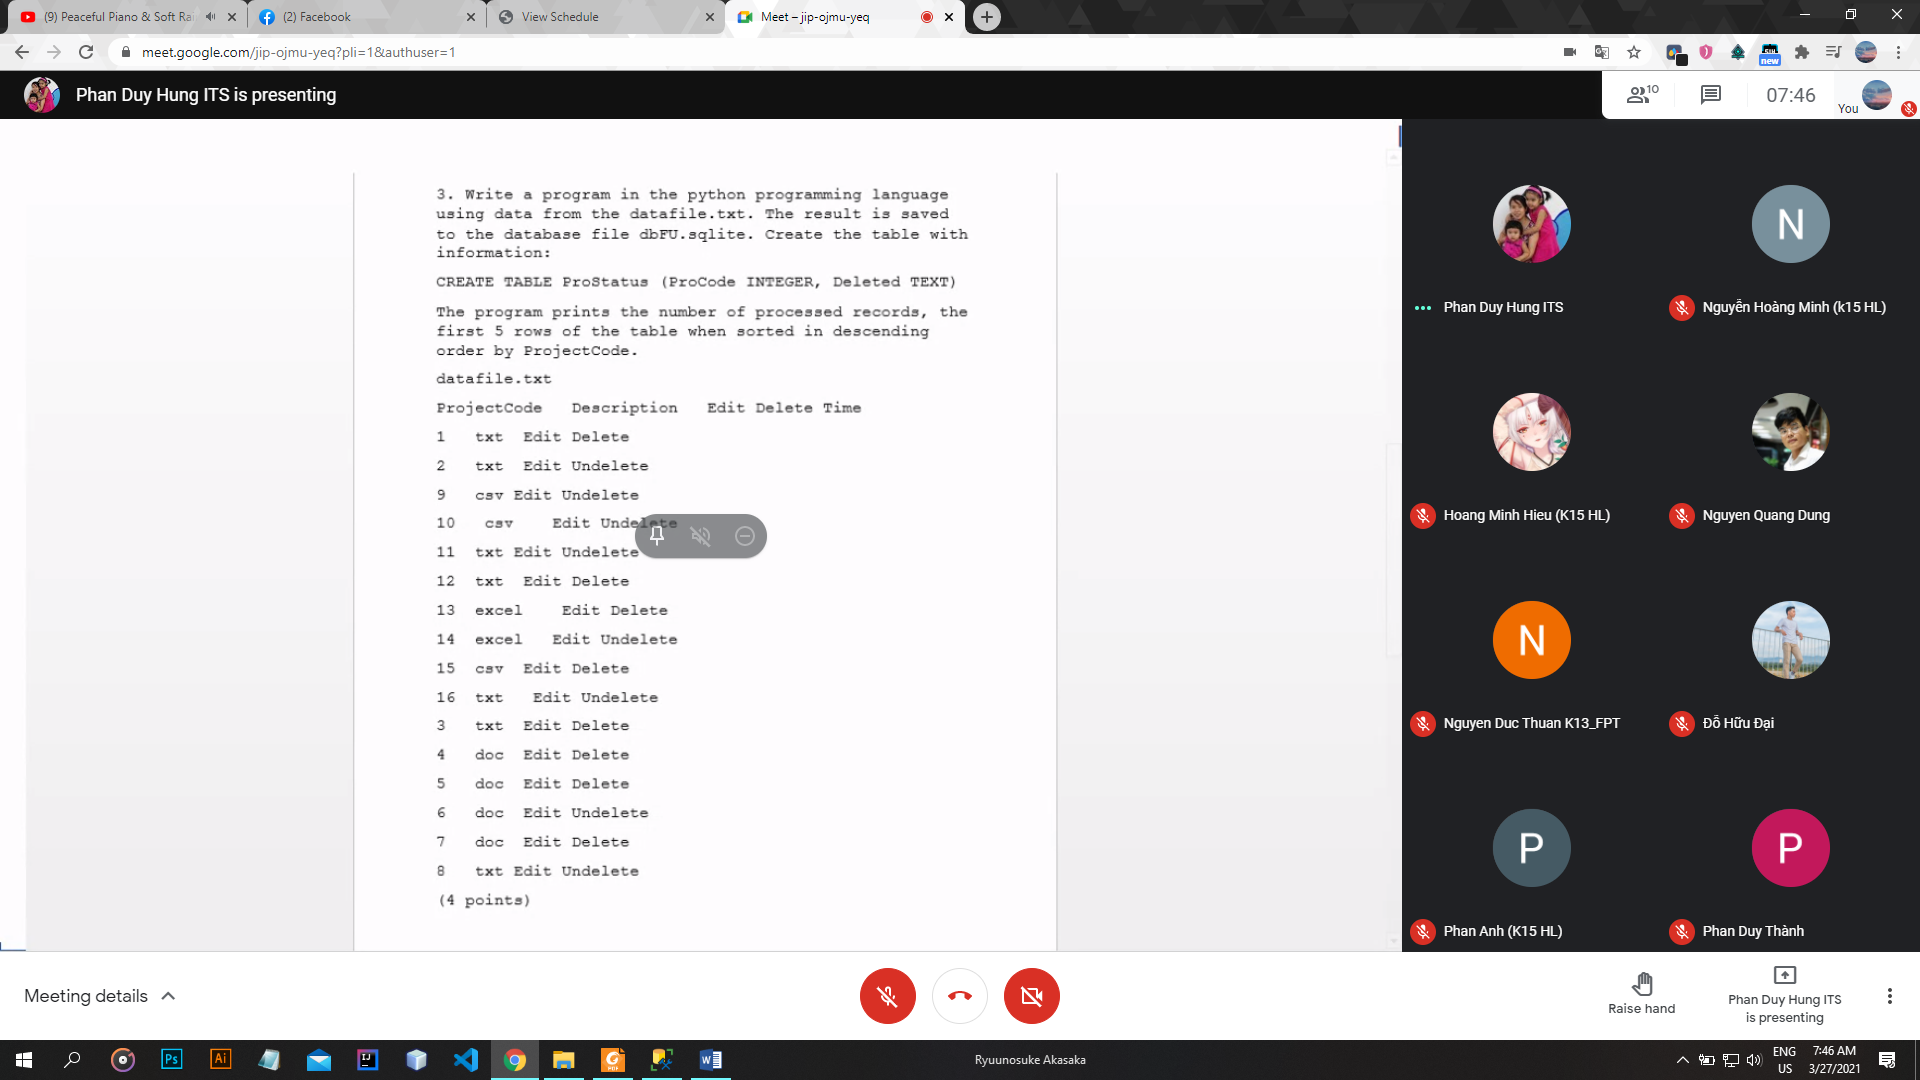 (9) Peaceful Piano & Soft Rai
(2) Facebook
View Schedule
Meet – jip-ojmu-yeq
meet.google.com/jip-ojmu-yeq?pli=1&authuser=1
new
Phan Duy Hung ITS is presenting
10
07:46
You
3. Write a program in the python programming language
using data from the datafile.txt. The result is saved
to the database file dbFU.sqlite. Create the table with
information:
CREATE TABLE ProStatus (ProCode INTEGER, Deleted TEXT)
The program prints the number of processed records, the
first 5 rows of the table when sorted in descending
order by ProjectCode.
datafile.txt
ProjectCode Description Edit Delete Time
1 txt Edit Delete
2 txt Edit Undelete
9 csv Edit Undelete
10 csv Edit Undelete
11 txt Edit Undelete
12 txt Edit Delete
13 excel Edit Delete
14 excel Edit Undelete
15 csv Edit Delete
16 txt Edit Undelete
3 txt Edit Delete
4 doc Edit Delete
5 doc Edit Delete
6 doc Edit Undelete
7 doc Edit Delete
8 txt Edit Undelete
(4 points)
N
Phan Duy Hung ITS
Nguyễn Hoàng Minh (k15 HL)
Hoang Minh Hieu (K15 HL)
Nguyen Quang Dung
N
Nguyen Duc Thuan K13_FPT
Đỗ Hữu Đại
P
P
Phan Anh (K15 HL)
Phan Duy Thành
Meeting details
Raise hand
Phan Duy Hung ITS
is presenting
Ps
Ai
IJ
Ryuunosuke Akasaka
ENG
US
7:46 AM
3/27/2021